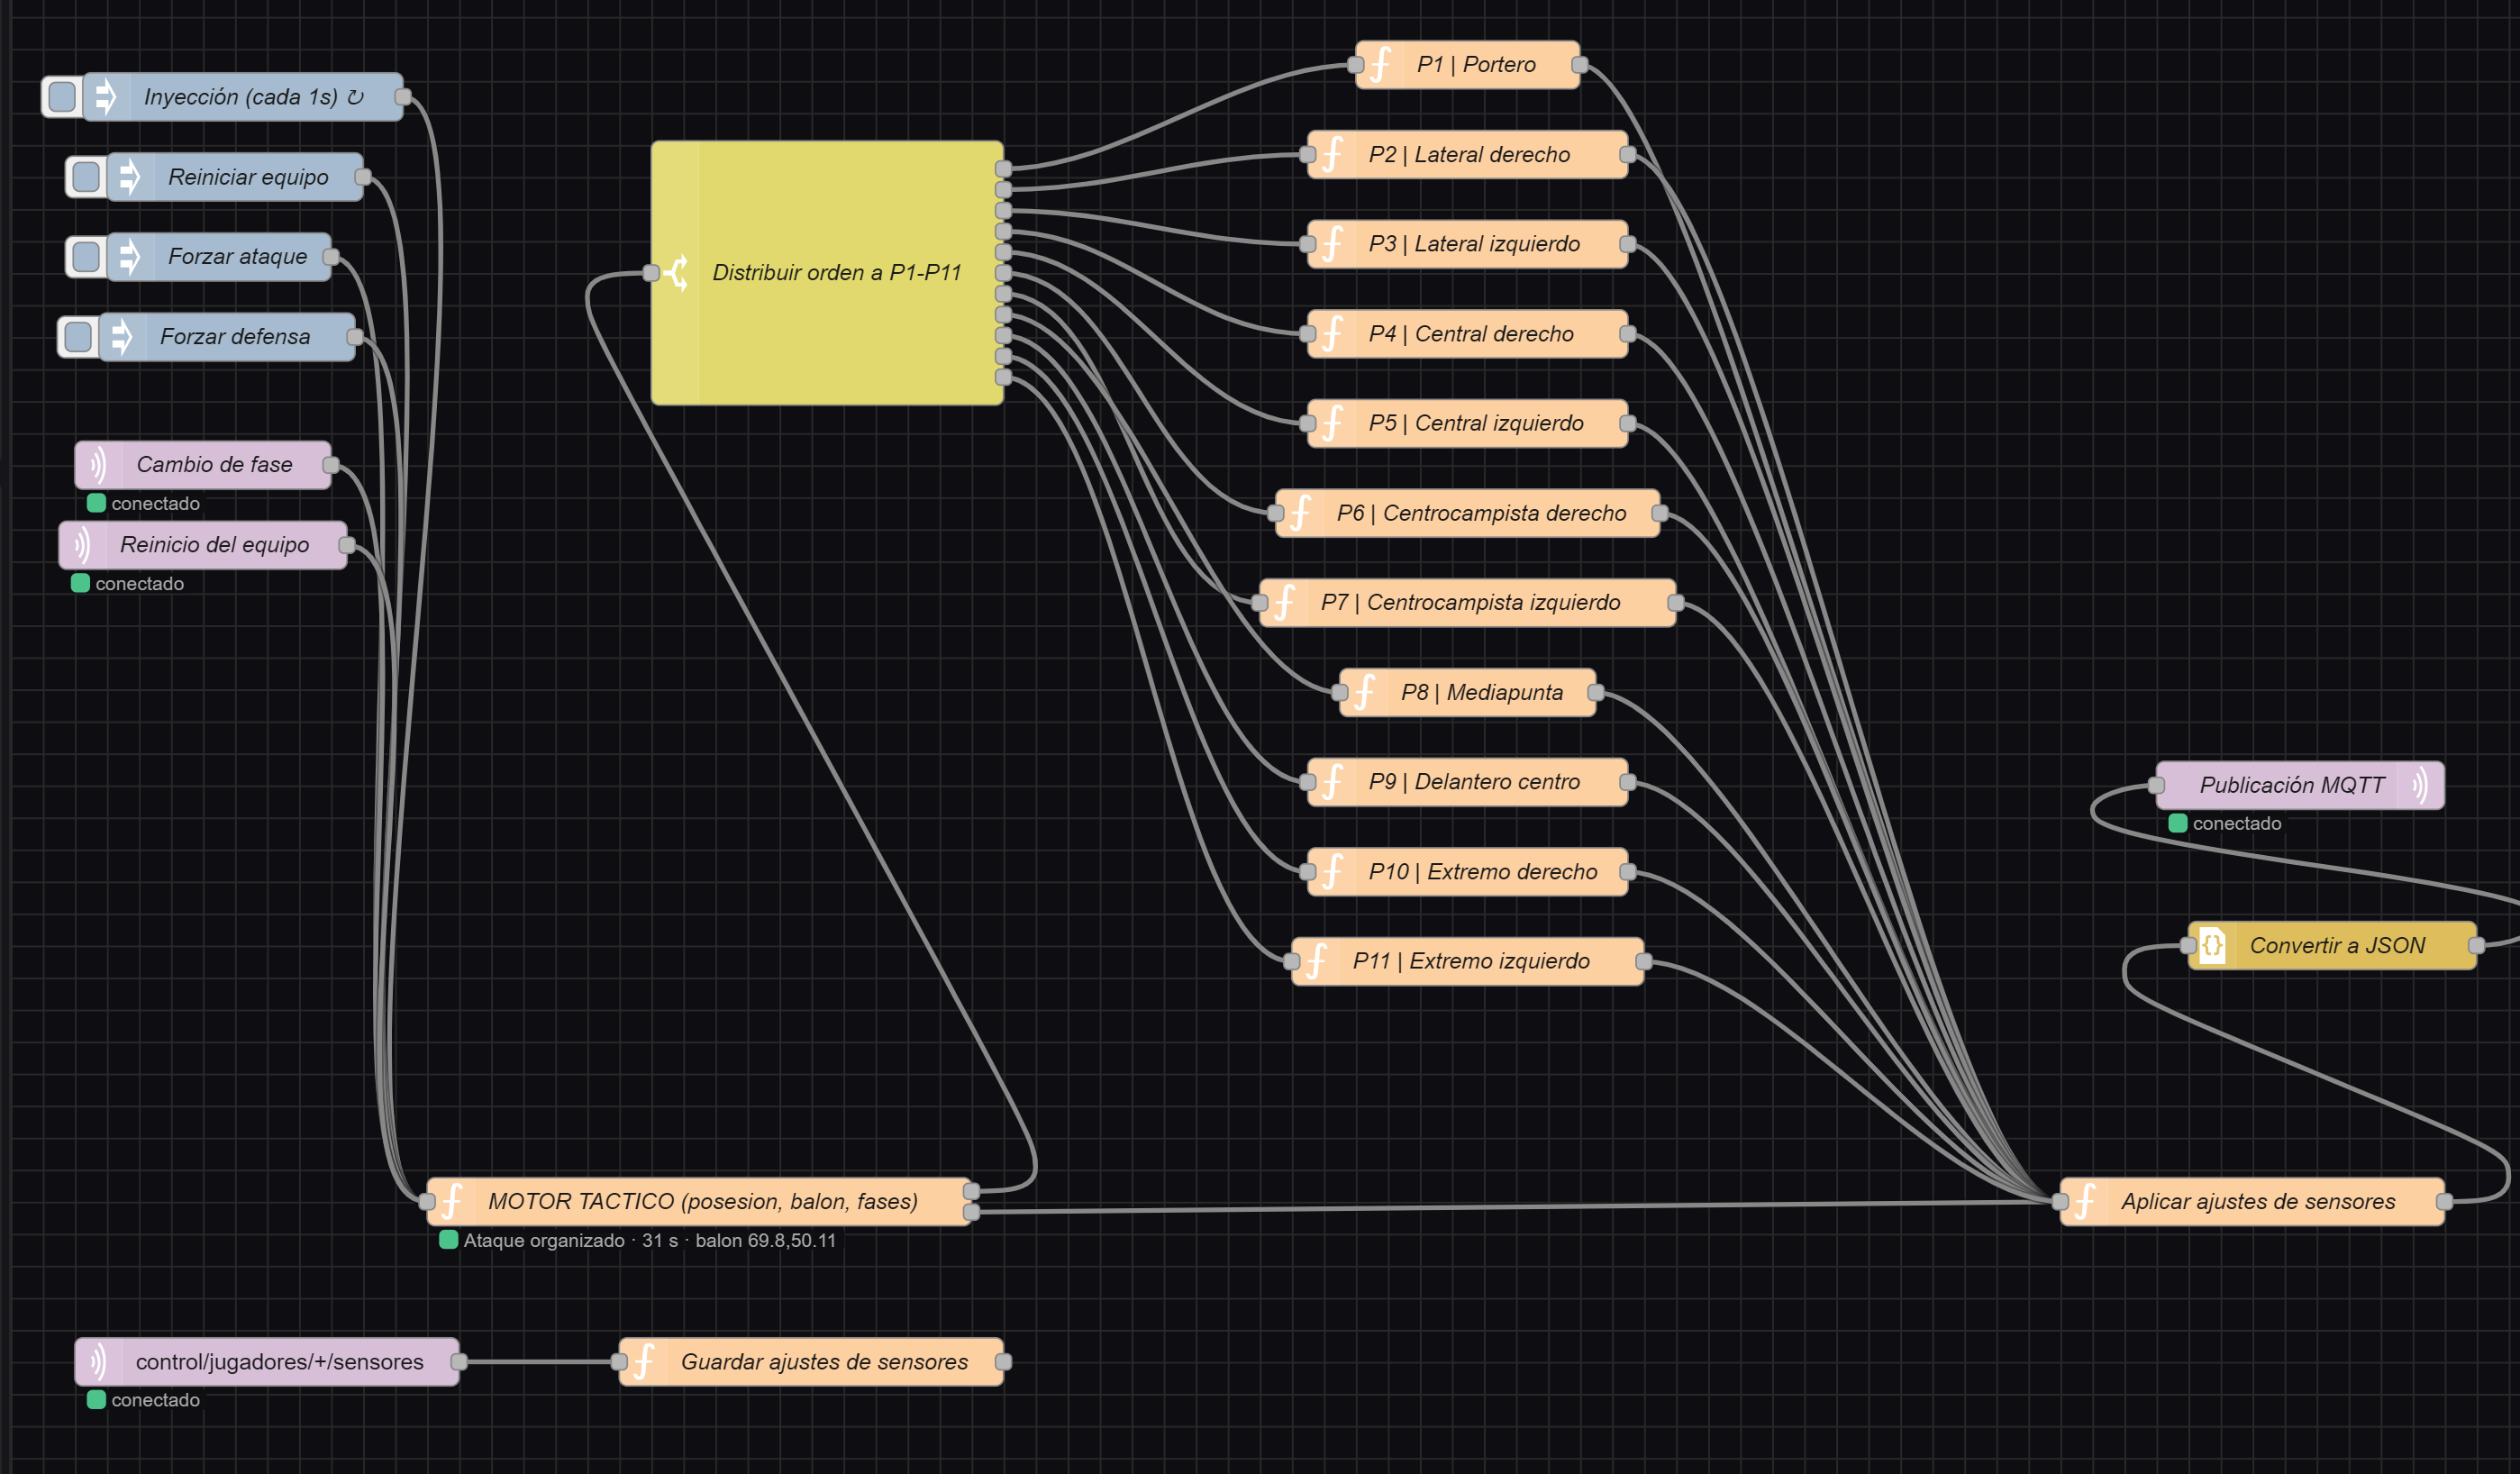 Inyección (cada 1s) ↻
Reiniciar equipo
Forzar ataque
Forzar defensa
Cambio de fase
conectado
Reinicio del equipo
conectado
Distribuir orden a P1-P11
P1 | Portero
P2 | Lateral derecho
P3 | Lateral izquierdo
P4 | Central derecho
P5 | Central izquierdo
P6 | Centrocampista derecho
P7 | Centrocampista izquierdo
P8 | Mediapunta
P9 | Delantero centro
P10 | Extremo derecho
P11 | Extremo izquierdo
Publicación MQTT
conectado
Convertir a JSON
MOTOR TACTICO (posesion, balon, fases)
Ataque organizado · 31 s · balon 69.8,50.11
Aplicar ajustes de sensores
control/jugadores/+/sensores
conectado
Guardar ajustes de sensores